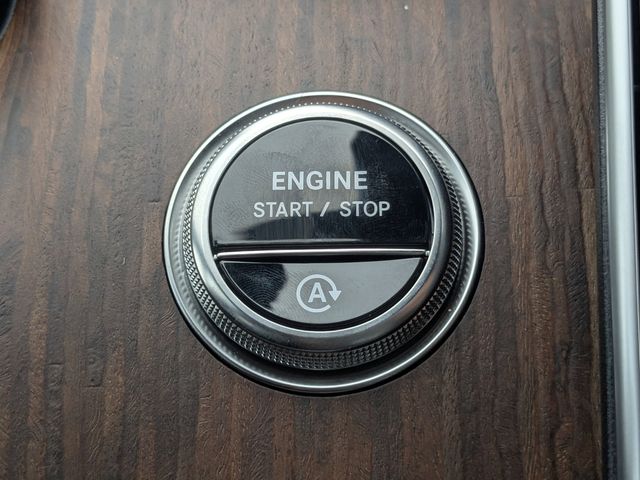 ENGINE
START / STOP
A